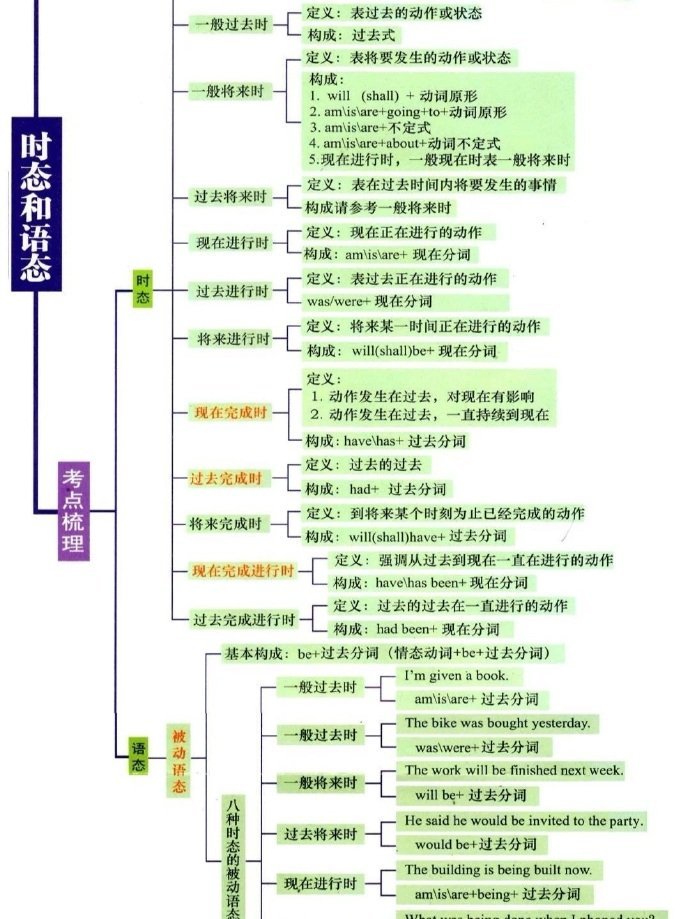 时态和语态
考点梳理
时态
一般过去时
定义：表过去的动作或状态
构成：过去式
一般将来时
定义：表将要发生的动作或状态
构成：
1. will (shall) + 动词原形
2. am\is\are+going+to+动词原形
3. am\is\are+不定式
4. am\is\are+about+动词不定式
5.现在进行时，一般现在时表一般将来时
过去将来时
定义：表在过去时间内将要发生的事情
构成请参考一般将来时
现在进行时
定义：现在正在进行的动作
构成：am\is\are+ 现在分词
过去进行时
定义：表过去正在进行的动作
was/were+ 现在分词
将来进行时
定义：将来某一时间正在进行的动作
构成：will(shall)be+ 现在分词
现在完成时
定义：
1. 动作发生在过去，对现在有影响
2. 动作发生在过去，一直持续到现在
构成：have\has+ 过去分词
过去完成时
定义：过去的过去
构成：had+ 过去分词
将来完成时
定义：到将来某个时刻为止已经完成的动作
构成：will(shall)have+ 过去分词
现在完成进行时
定义：强调从过去到现在一直在进行的动作
构成：have\has been+ 现在分词
过去完成进行时
定义：过去的过去在一直进行的动作
构成：had been+ 现在分词
语态
被动语态
基本构成：be+过去分词（情态动词+be+过去分词）
八种时态的被动语态
一般过去时
I'm given a book.
am\is\are+ 过去分词
一般过去时
The bike was bought yesterday.
was\were+过去分词
一般将来时
The work will be finished next week.
will be+ 过去分词
过去将来时
He said he would be invited to the party.
would be+过去分词
现在进行时
The building is being built now.
am\is\are+being+ 过去分词
What was being done when I phoned you?